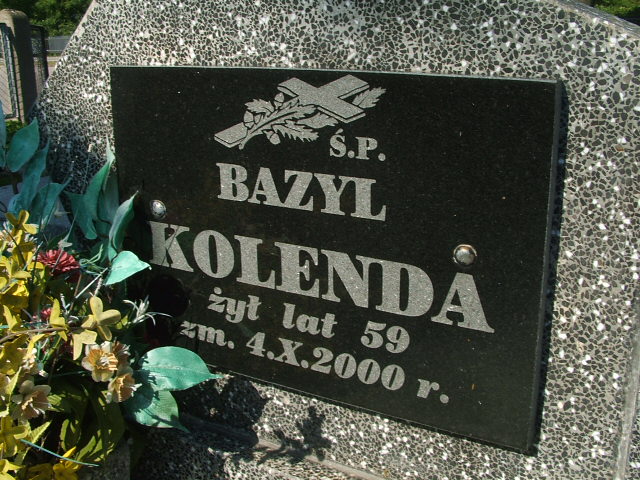 Ś.P.
BAZYL
KOLENDA
żył lat 59
zm. 4.X.2000 r.